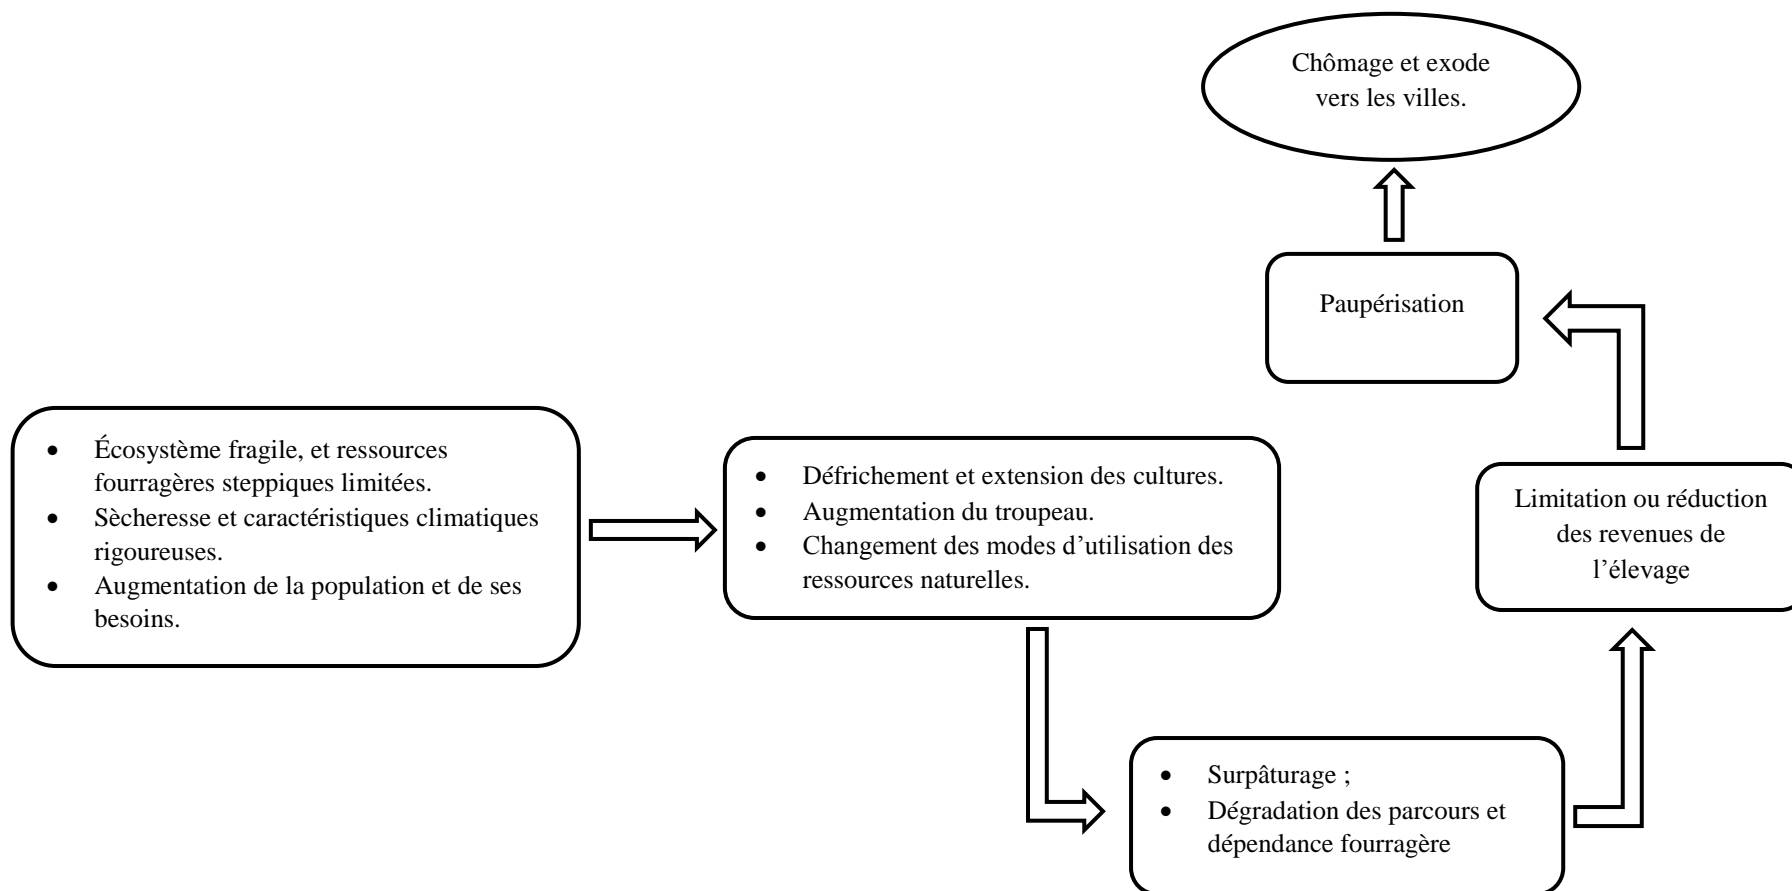 Chômage et exode
vers les villes.
Paupérisation
• Écosystème fragile, et ressources
fourragères steppiques limitées.
• Sècheresse et caractéristiques climatiques
rigoureuses.
• Augmentation de la population et de ses
besoins.
• Défrichement et extension des cultures.
• Augmentation du troupeau.
• Changement des modes d’utilisation des
ressources naturelles.
Limitation ou réduction
des revenues de
l’élevage
• Surpâturage ;
• Dégradation des parcours et
dépendance fourragère